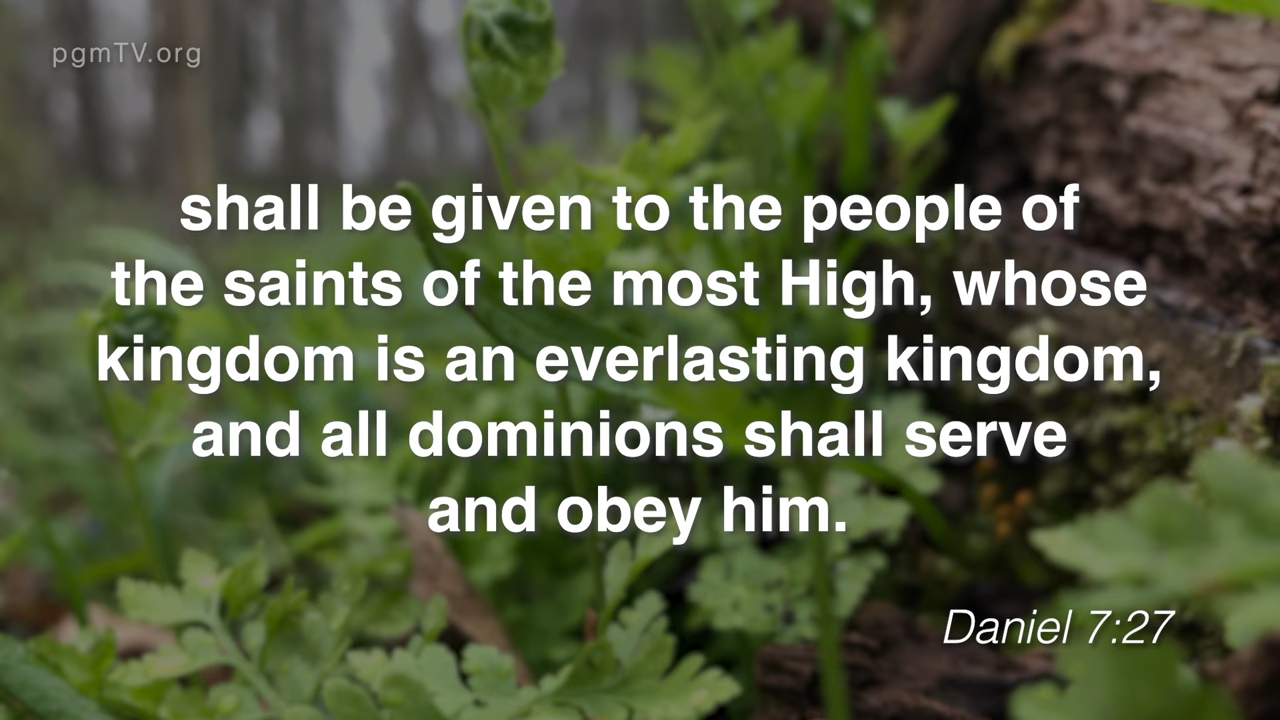 pgmTV.org
shall be given to the people of
the saints of the most High, whose
kingdom is an everlasting kingdom,
and all dominions shall serve
and obey him.
Daniel 7:27